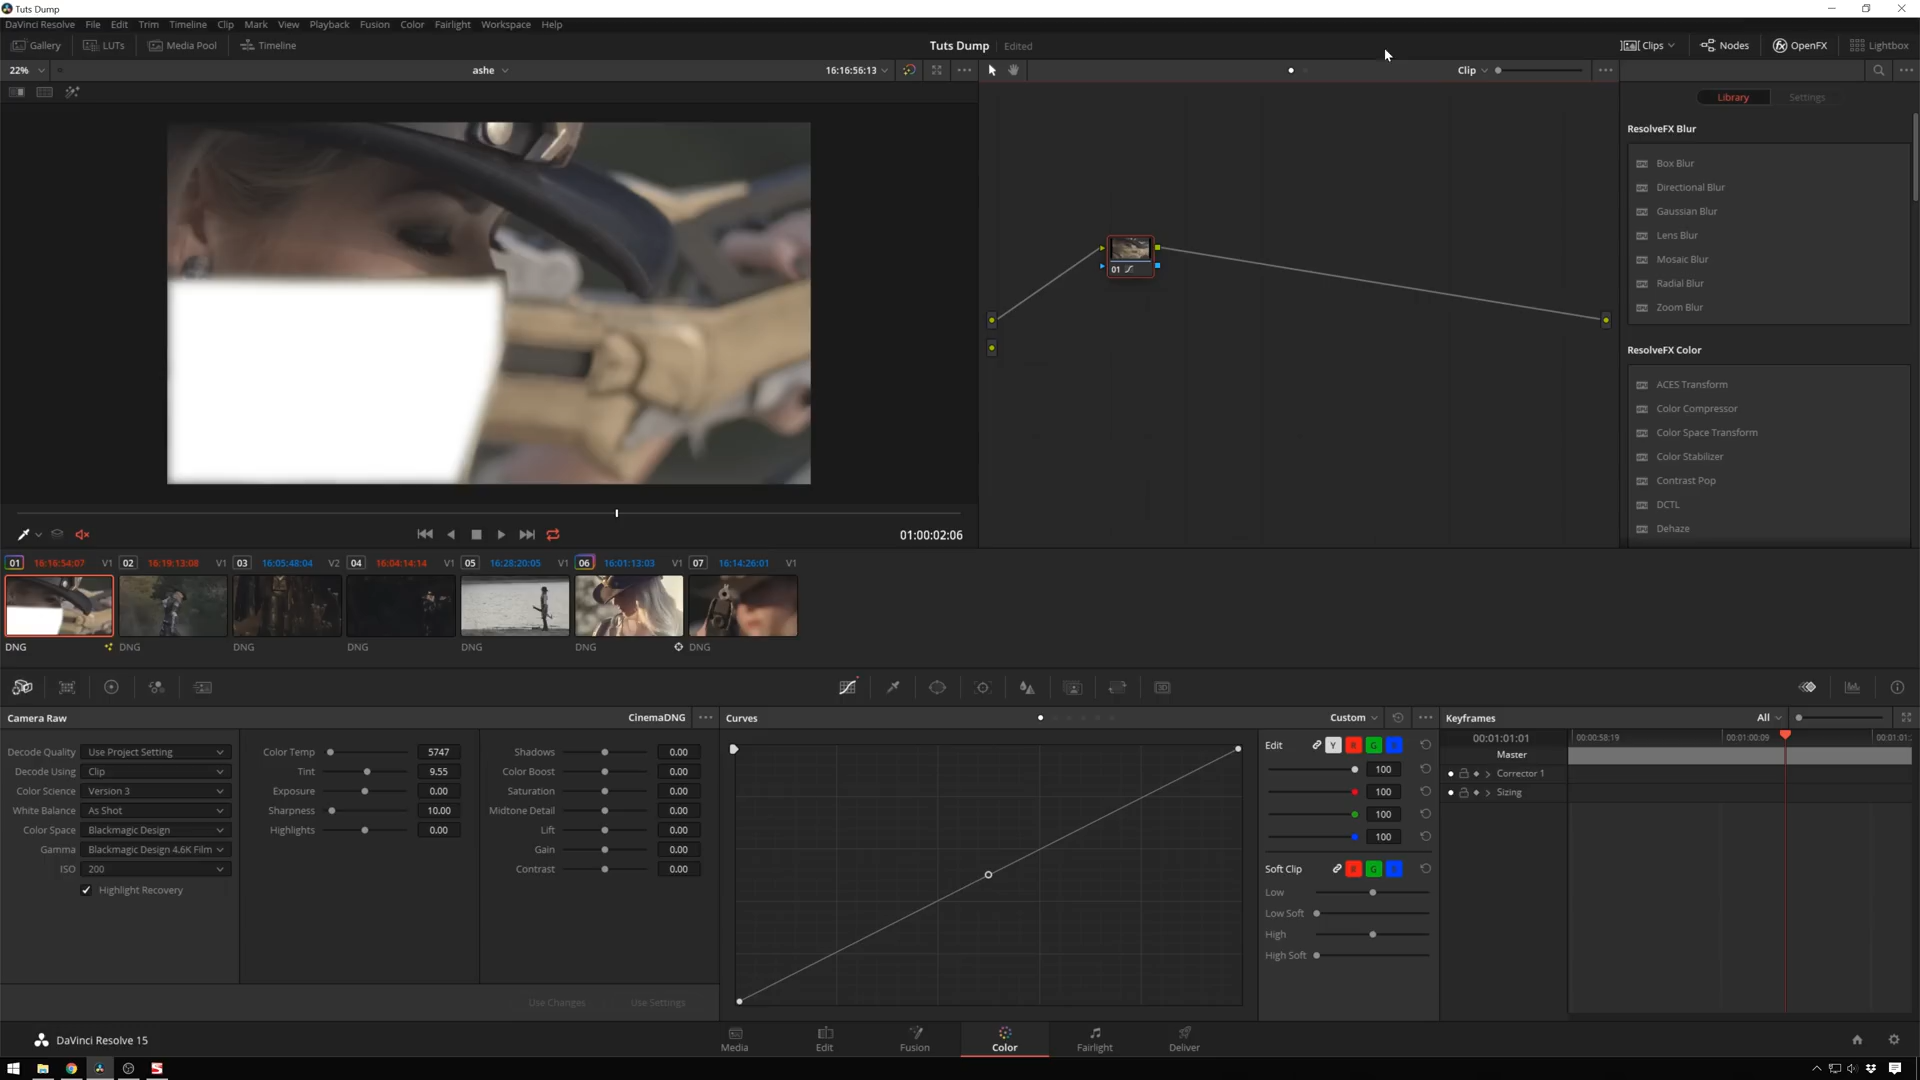 Tuts Dump
DaVinci Resolve File Edit Trim Timeline Clip Mark View Playback Fusion Color Fairlight Workspace Help
Gallery LUTs Media Pool Timeline Tuts Dump Edited Clips Nodes OpenFX Lightbox
22% ashe 16:16:56:13 Clip
Library Settings
ResolveFX Blur
Box Blur
Directional Blur
Gaussian Blur
Lens Blur
Mosaic Blur
Radial Blur
Zoom Blur
01
ResolveFX Color
ACES Transform
Color Compressor
Color Space Transform
Color Stabilizer
Contrast Pop
DCTL
Dehaze
01:00:02:06
01 16:16:54:07 V1 02 16:19:13:08 V1 03 16:05:48:04 V2 04 16:04:14:14 V1 05 16:28:20:05 V1 06 16:01:13:03 V1 07 16:14:26:01 V1
DNG DNG DNG DNG DNG DNG DNG
Camera Raw CinemaDNG Curves Custom Keyframes All
Decode Quality Use Project Setting
Decode Using Clip
Color Science Version 3
White Balance As Shot
Color Space Blackmagic Design
Gamma Blackmagic Design 4.6K Film
ISO 200
Highlight Recovery
Color Temp 5747
Tint 9.55
Exposure 0.00
Sharpness 10.00
Highlights 0.00
Shadows 0.00
Color Boost 0.00
Saturation 0.00
Midtone Detail 0.00
Lift 0.00
Gain 0.00
Contrast 0.00
Use Changes Use Settings
Edit Y R G B
100
100
100
100
Soft Clip R G B
Low
Low Soft
High
High Soft
00:01:01:01 00:00:58:19 00:01:00:09 00:01:
Master
Corrector 1
Sizing
DaVinci Resolve 15 Media Edit Fusion Color Fairlight Deliver